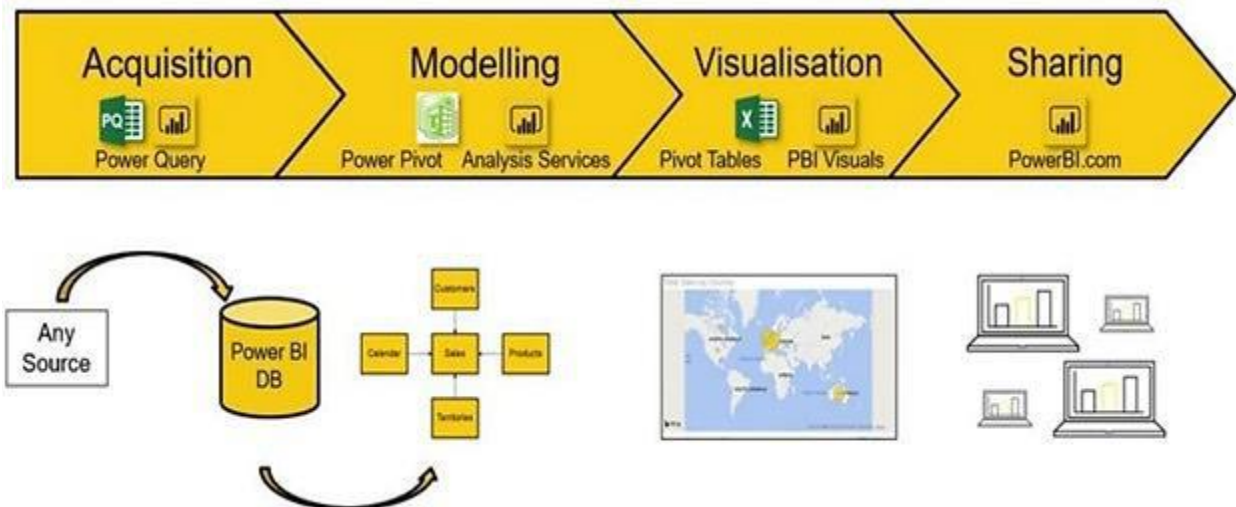 Acquisition
Modelling
Visualisation
Sharing
PQ
X
Power Query
Power Pivot
Analysis Services
Pivot Tables
PBI Visuals
PowerBI.com
Any
Source
Power BI
DB
Customers
Calendar
Sales
Products
Territories